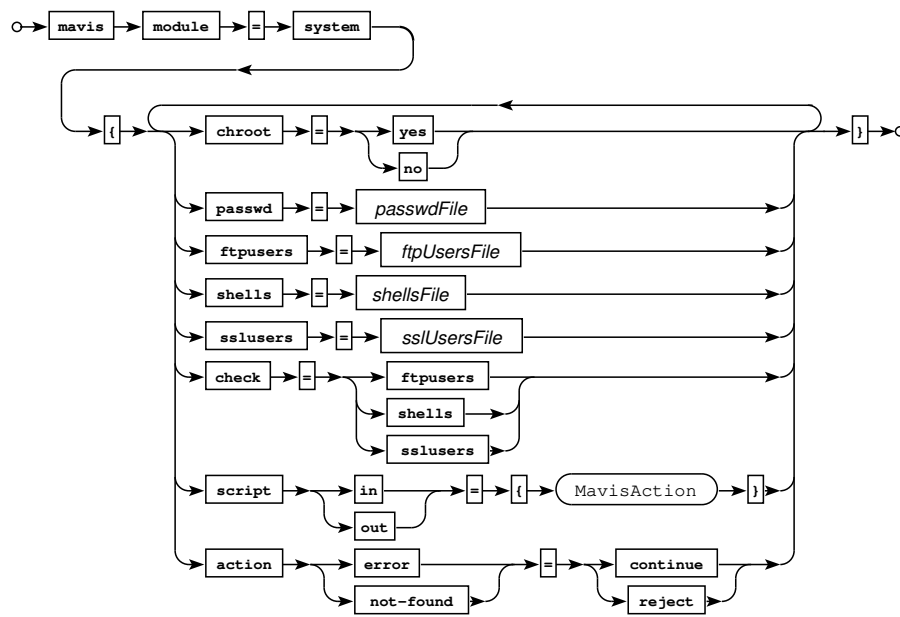 mavis module = system
{ chroot = yes
no }
passwd = passwdFile
ftpusers = ftpUsersFile
shells = shellsFile
sslusers = sslUsersFile
check = ftpusers
shells
sslusers
script in = { MavisAction }
out
action error = continue
not-found reject